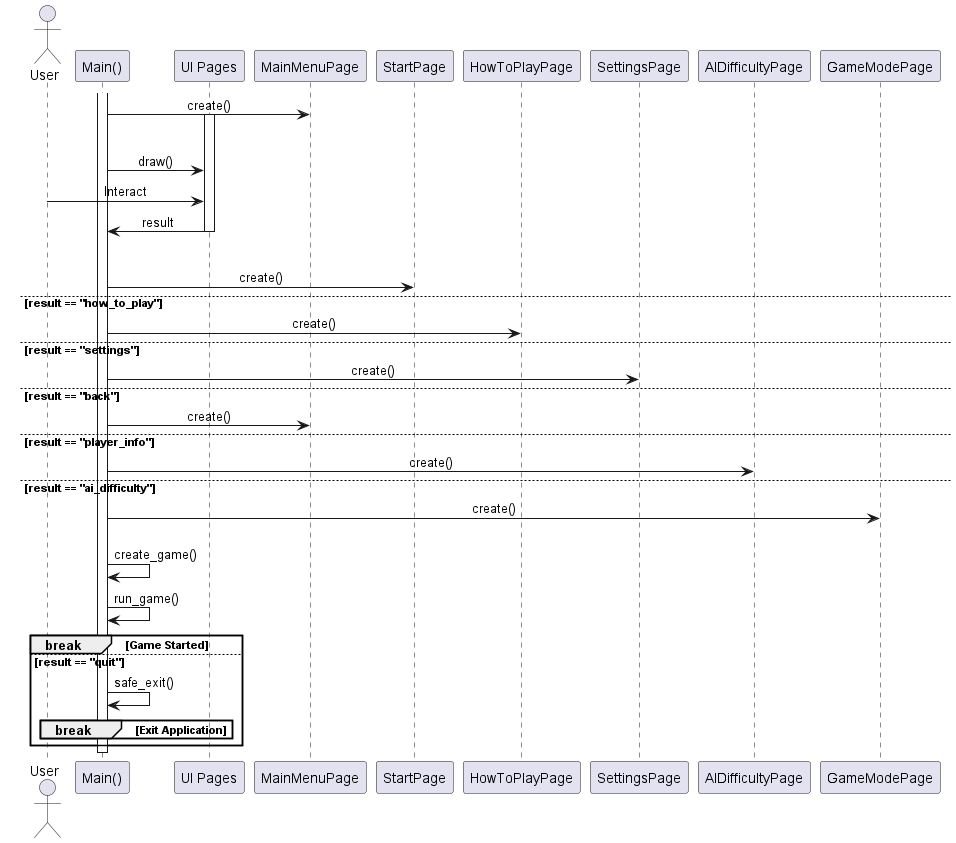 User
Main()
UI Pages
MainMenuPage
StartPage
HowToPlayPage
SettingsPage
AIDifficultyPage
GameModePage
create()
draw()
Interact
result
create()
[result == "how_to_play"]
create()
[result == "settings"]
create()
[result == "back"]
create()
[result == "player_info"]
create()
[result == "ai_difficulty"]
create()
create_game()
run_game()
break [Game Started]
[result == "quit"]
safe_exit()
break [Exit Application]
User
Main()
UI Pages
MainMenuPage
StartPage
HowToPlayPage
SettingsPage
AIDifficultyPage
GameModePage